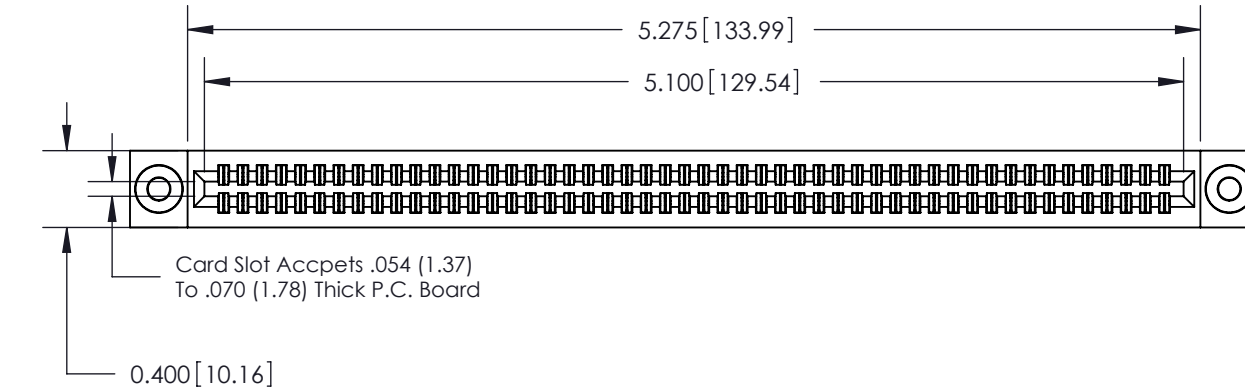 5.275[133.99]
5.100[129.54]
Card Slot Accpets .054 (1.37)
To .070 (1.78) Thick P.C. Board
0.400[10.16]